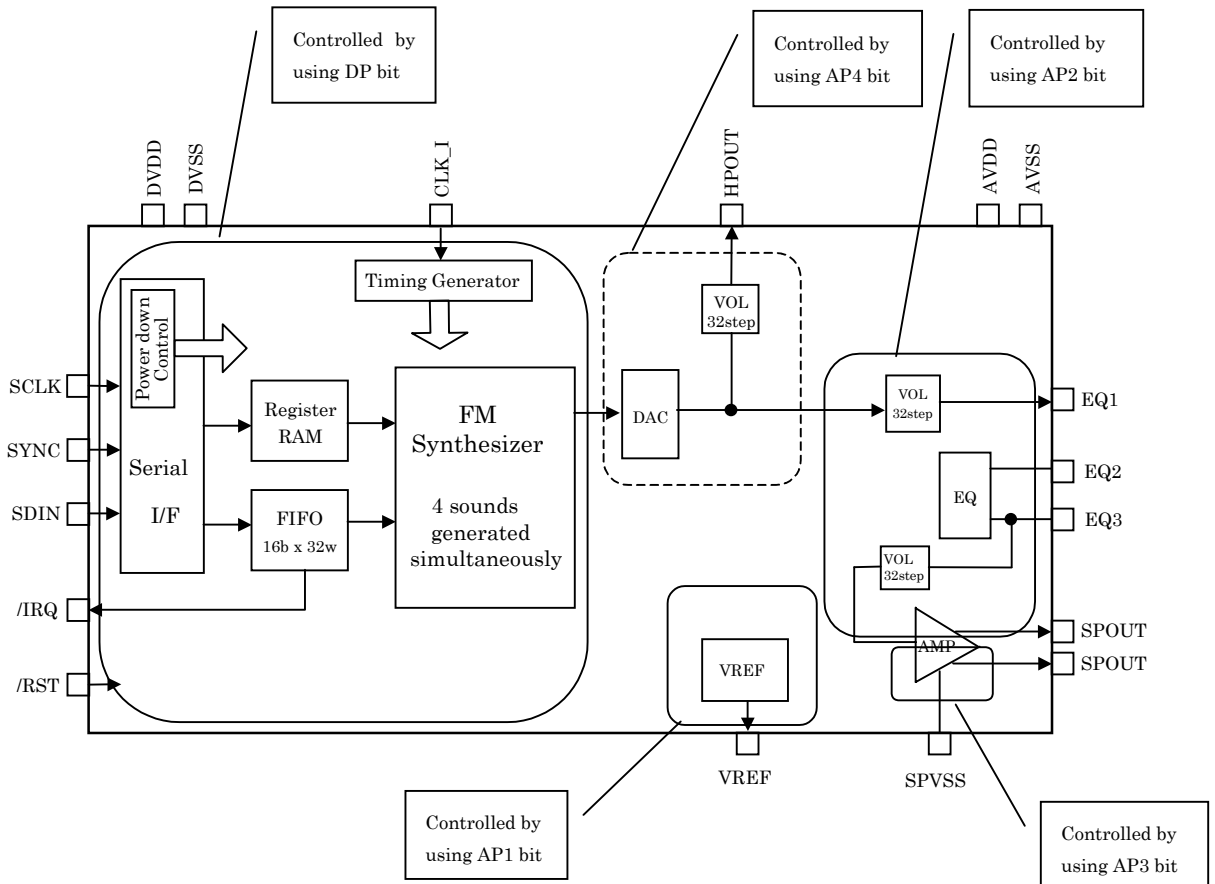 Controlled by
using DP bit
Controlled by
using AP4 bit
Controlled by
using AP2 bit
DVDD
DVSS
CLK_I
HPOUT
AVDD
AVSS
Timing Generator
Power down
Control
VOL
32step
SCLK
SYNC
SDIN
/IRQ
/RST
Serial
I/F
Register
RAM
FIFO
16b x 32w
FM
Synthesizer
4 sounds
generated
simultaneously
DAC
VOL
32step
EQ1
EQ
EQ2
EQ3
VOL
32step
AMP
SPOUT
SPOUT
VREF
VREF
SPVSS
Controlled by
using AP1 bit
Controlled by
using AP3 bit